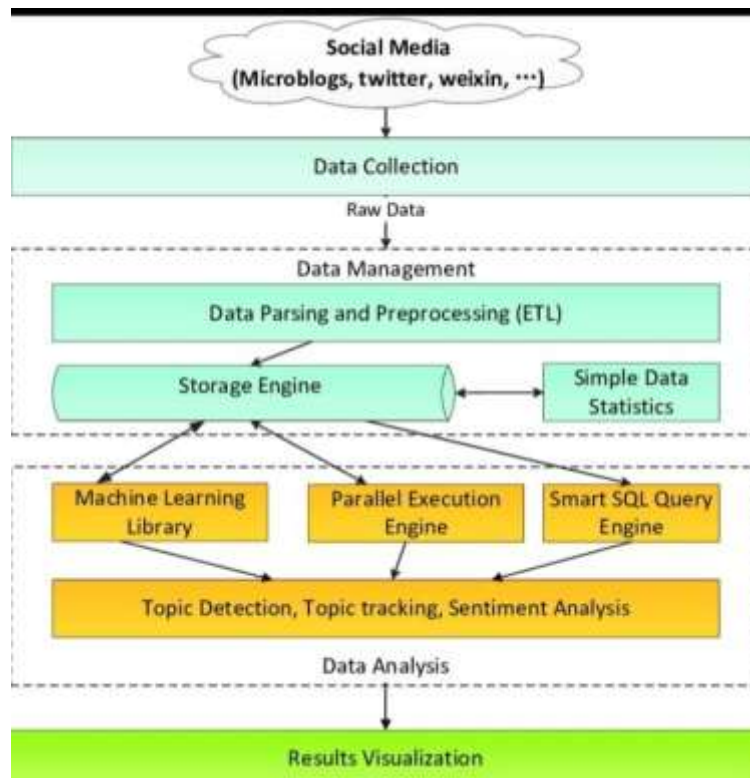 Social Media
(Microblogs, twitter, weixin, ⋯)
Data Collection
Raw Data
Data Management
Data Parsing and Preprocessing (ETL)
Storage Engine
Simple Data
Statistics
Machine Learning
Library
Parallel Execution
Engine
Smart SQL Query
Engine
Topic Detection, Topic tracking, Sentiment Analysis
Data Analysis
Results Visualization